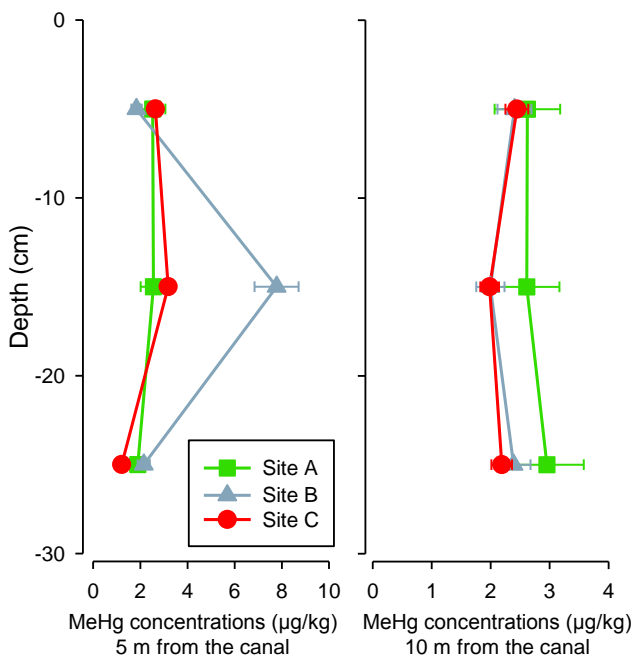 0
-10
-20
-30
Depth (cm)
Site A
Site B
Site C
0 2 4 6 8 10
0 1 2 3 4
MeHg concentrations (µg/kg)
5 m from the canal
MeHg concentrations (µg/kg)
10 m from the canal